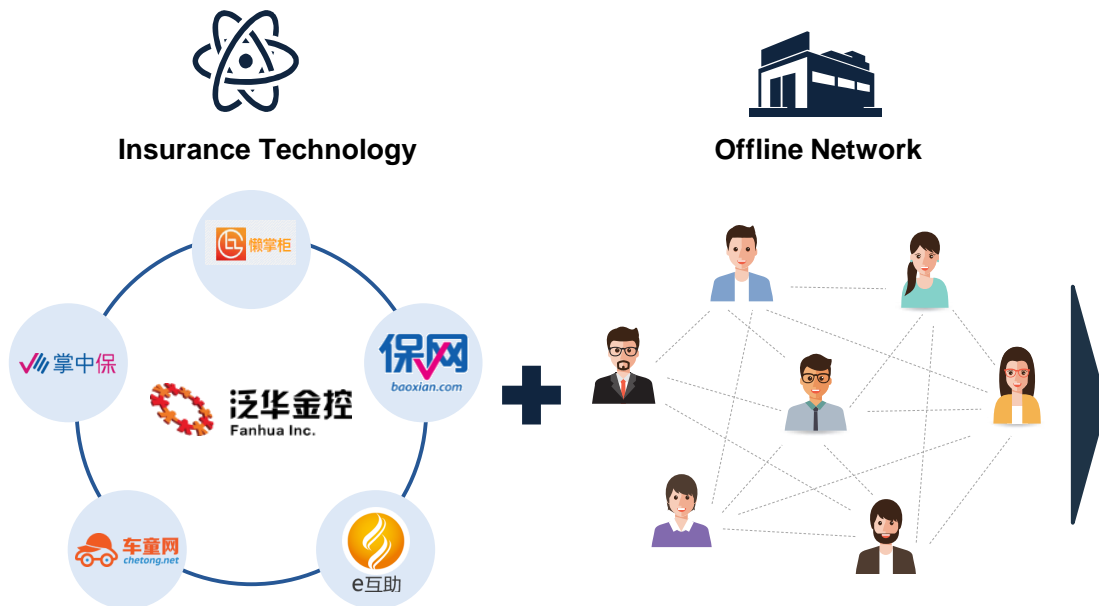 Insurance Technology
Offline Network
懒掌柜
掌中保
保网
baoxian.com
泛华金控
Fanhua Inc.
车童网
chetong.net
e互助